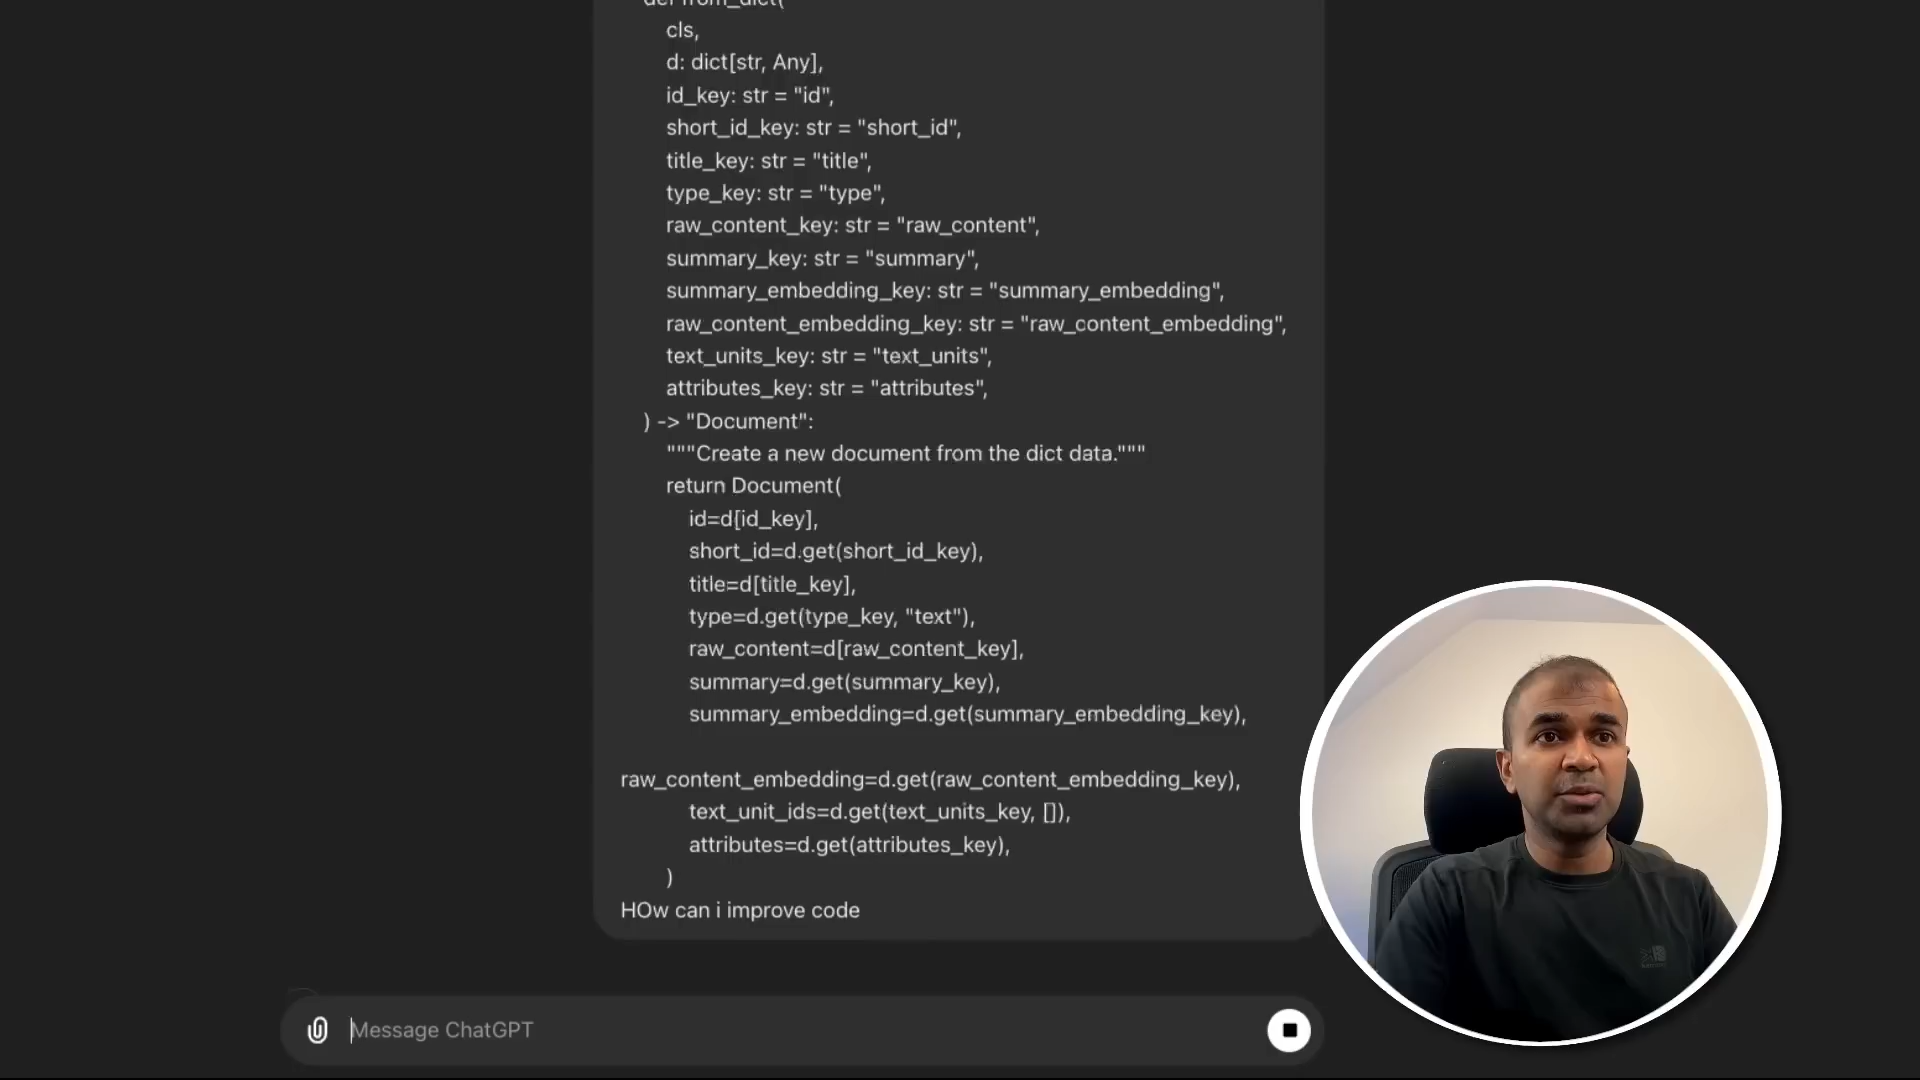 def from_dict(
cls,
d: dict[str, Any],
id_key: str = "id",
short_id_key: str = "short_id",
title_key: str = "title",
type_key: str = "type",
raw_content_key: str = "raw_content",
summary_key: str = "summary",
summary_embedding_key: str = "summary_embedding",
raw_content_embedding_key: str = "raw_content_embedding",
text_units_key: str = "text_units",
attributes_key: str = "attributes",
) -> "Document":
"""Create a new document from the dict data."""
return Document(
id=d[id_key],
short_id=d.get(short_id_key),
title=d[title_key],
type=d.get(type_key, "text"),
raw_content=d[raw_content_key],
summary=d.get(summary_key),
summary_embedding=d.get(summary_embedding_key),
raw_content_embedding=d.get(raw_content_embedding_key),
text_unit_ids=d.get(text_units_key, []),
attributes=d.get(attributes_key),
)
HOw can i improve code
Message ChatGPT